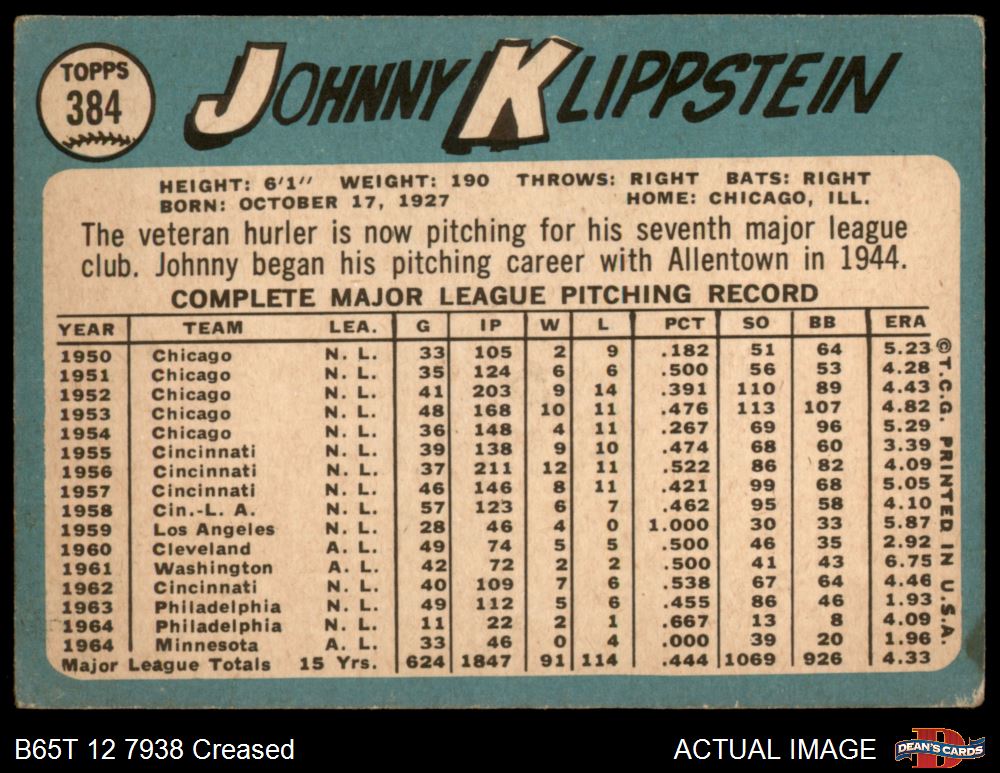 TOPPS
384
JOHNNY KLIPPSTEIN
HEIGHT: 6'1" WEIGHT: 190 THROWS: RIGHT BATS: RIGHT
BORN: OCTOBER 17, 1927 HOME: CHICAGO, ILL.
The veteran hurler is now pitching for his seventh major league
club. Johnny began his pitching career with Allentown in 1944.
COMPLETE MAJOR LEAGUE PITCHING RECORD
YEAR TEAM LEA. G IP W L PCT SO BB ERA
1950 Chicago N. L. 33 105 2 9 .182 51 64 5.23
1951 Chicago N. L. 35 124 6 6 .500 56 53 4.28
1952 Chicago N. L. 41 203 9 14 .391 110 89 4.43
1953 Chicago N. L. 48 168 10 11 .476 113 107 4.82
1954 Chicago N. L. 36 148 4 11 .267 69 96 5.29
1955 Cincinnati N. L. 39 138 9 10 .474 68 60 3.39
1956 Cincinnati N. L. 37 211 12 11 .522 86 82 4.09
1957 Cincinnati N. L. 46 146 8 11 .421 99 68 5.05
1958 Cin.-L. A. N. L. 57 123 6 7 .462 95 58 4.10
1959 Los Angeles N. L. 28 46 4 0 1.000 30 33 5.87
1960 Cleveland A. L. 49 74 5 5 .500 46 35 2.92
1961 Washington A. L. 42 72 2 2 .500 41 43 6.75
1962 Cincinnati N. L. 40 109 7 6 .538 67 64 4.46
1963 Philadelphia N. L. 49 112 5 6 .455 86 46 1.93
1964 Philadelphia N. L. 11 22 2 1 .667 13 8 4.09
1964 Minnesota A. L. 33 46 0 4 .000 39 20 1.96
Major League Totals 15 Yrs. 624 1847 91 114 .444 1069 926 4.33
© T.C.G. PRINTED IN U.S.A.
B65T 12 7938 Creased
ACTUAL IMAGE
DEAN'S CARDS